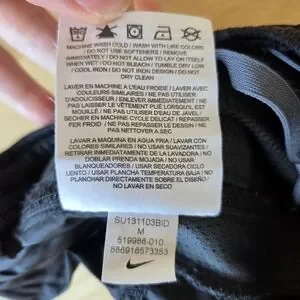 MACHINE WASH COLD / WASH WITH LIKE COLORS
/ DO NOT USE SOFTENERS / REMOVE
IMMEDIATELY / DO NOT ALLOW TO LAY ON ITSELF
WHEN WET / DO NOT BLEACH / TUMBLE DRY LOW
/ COOL IRON / DO NOT IRON DESIGN / DO NOT
DRY CLEAN
LAVER EN MACHINE À L'EAU FROIDE / LAVER AVEC
COULEURS SIMILAIRES / NE PAS UTILISER
D'ADOUCISSEUR / ENLEVER IMMÉDIATEMENT / NE
PAS LAISSER LE VÊTEMENT PLIÉ LORSQU'IL EST
MOUILLÉ / NE PAS UTILISER D'EAU DE JAVEL /
SÉCHER EN MACHINE CYCLE DÉLICAT / REPASSER
À FER FROID / NE PAS REPASSER LE DESSIN / NE
PAS NETTOYER À SEC
LAVAR A MAQUINA EN AGUA FRIA / LAVAR CON
COLORES SIMILARES / NO USAR SUAVIZANTES /
RETIRAR INMEDIATAMENTE DE LA LAVADORA / NO
DOBLAR PRENDA MOJADA / NO USAR
BLANQUEADORES / USAR SECADORA CICLO
LENTO / USAR PLANCHA TEMPERATURA BAJA / NO
PLANCHAR DIRECTAMENTE SOBRE EL DISEÑO /
NO LAVAR EN SECO
SU131103BID
M
519986-010
886916573353